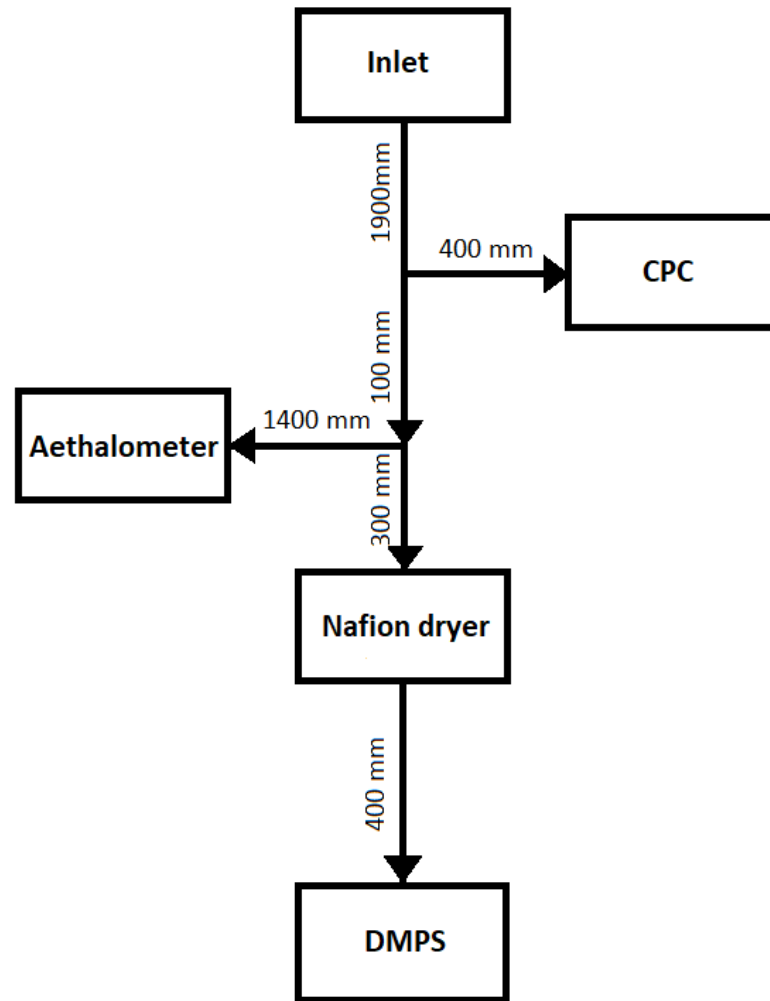 Inlet
1900mm
400 mm
CPC
100 mm
1400 mm
Aethalometer
300 mm
Nafion dryer
400 mm
DMPS